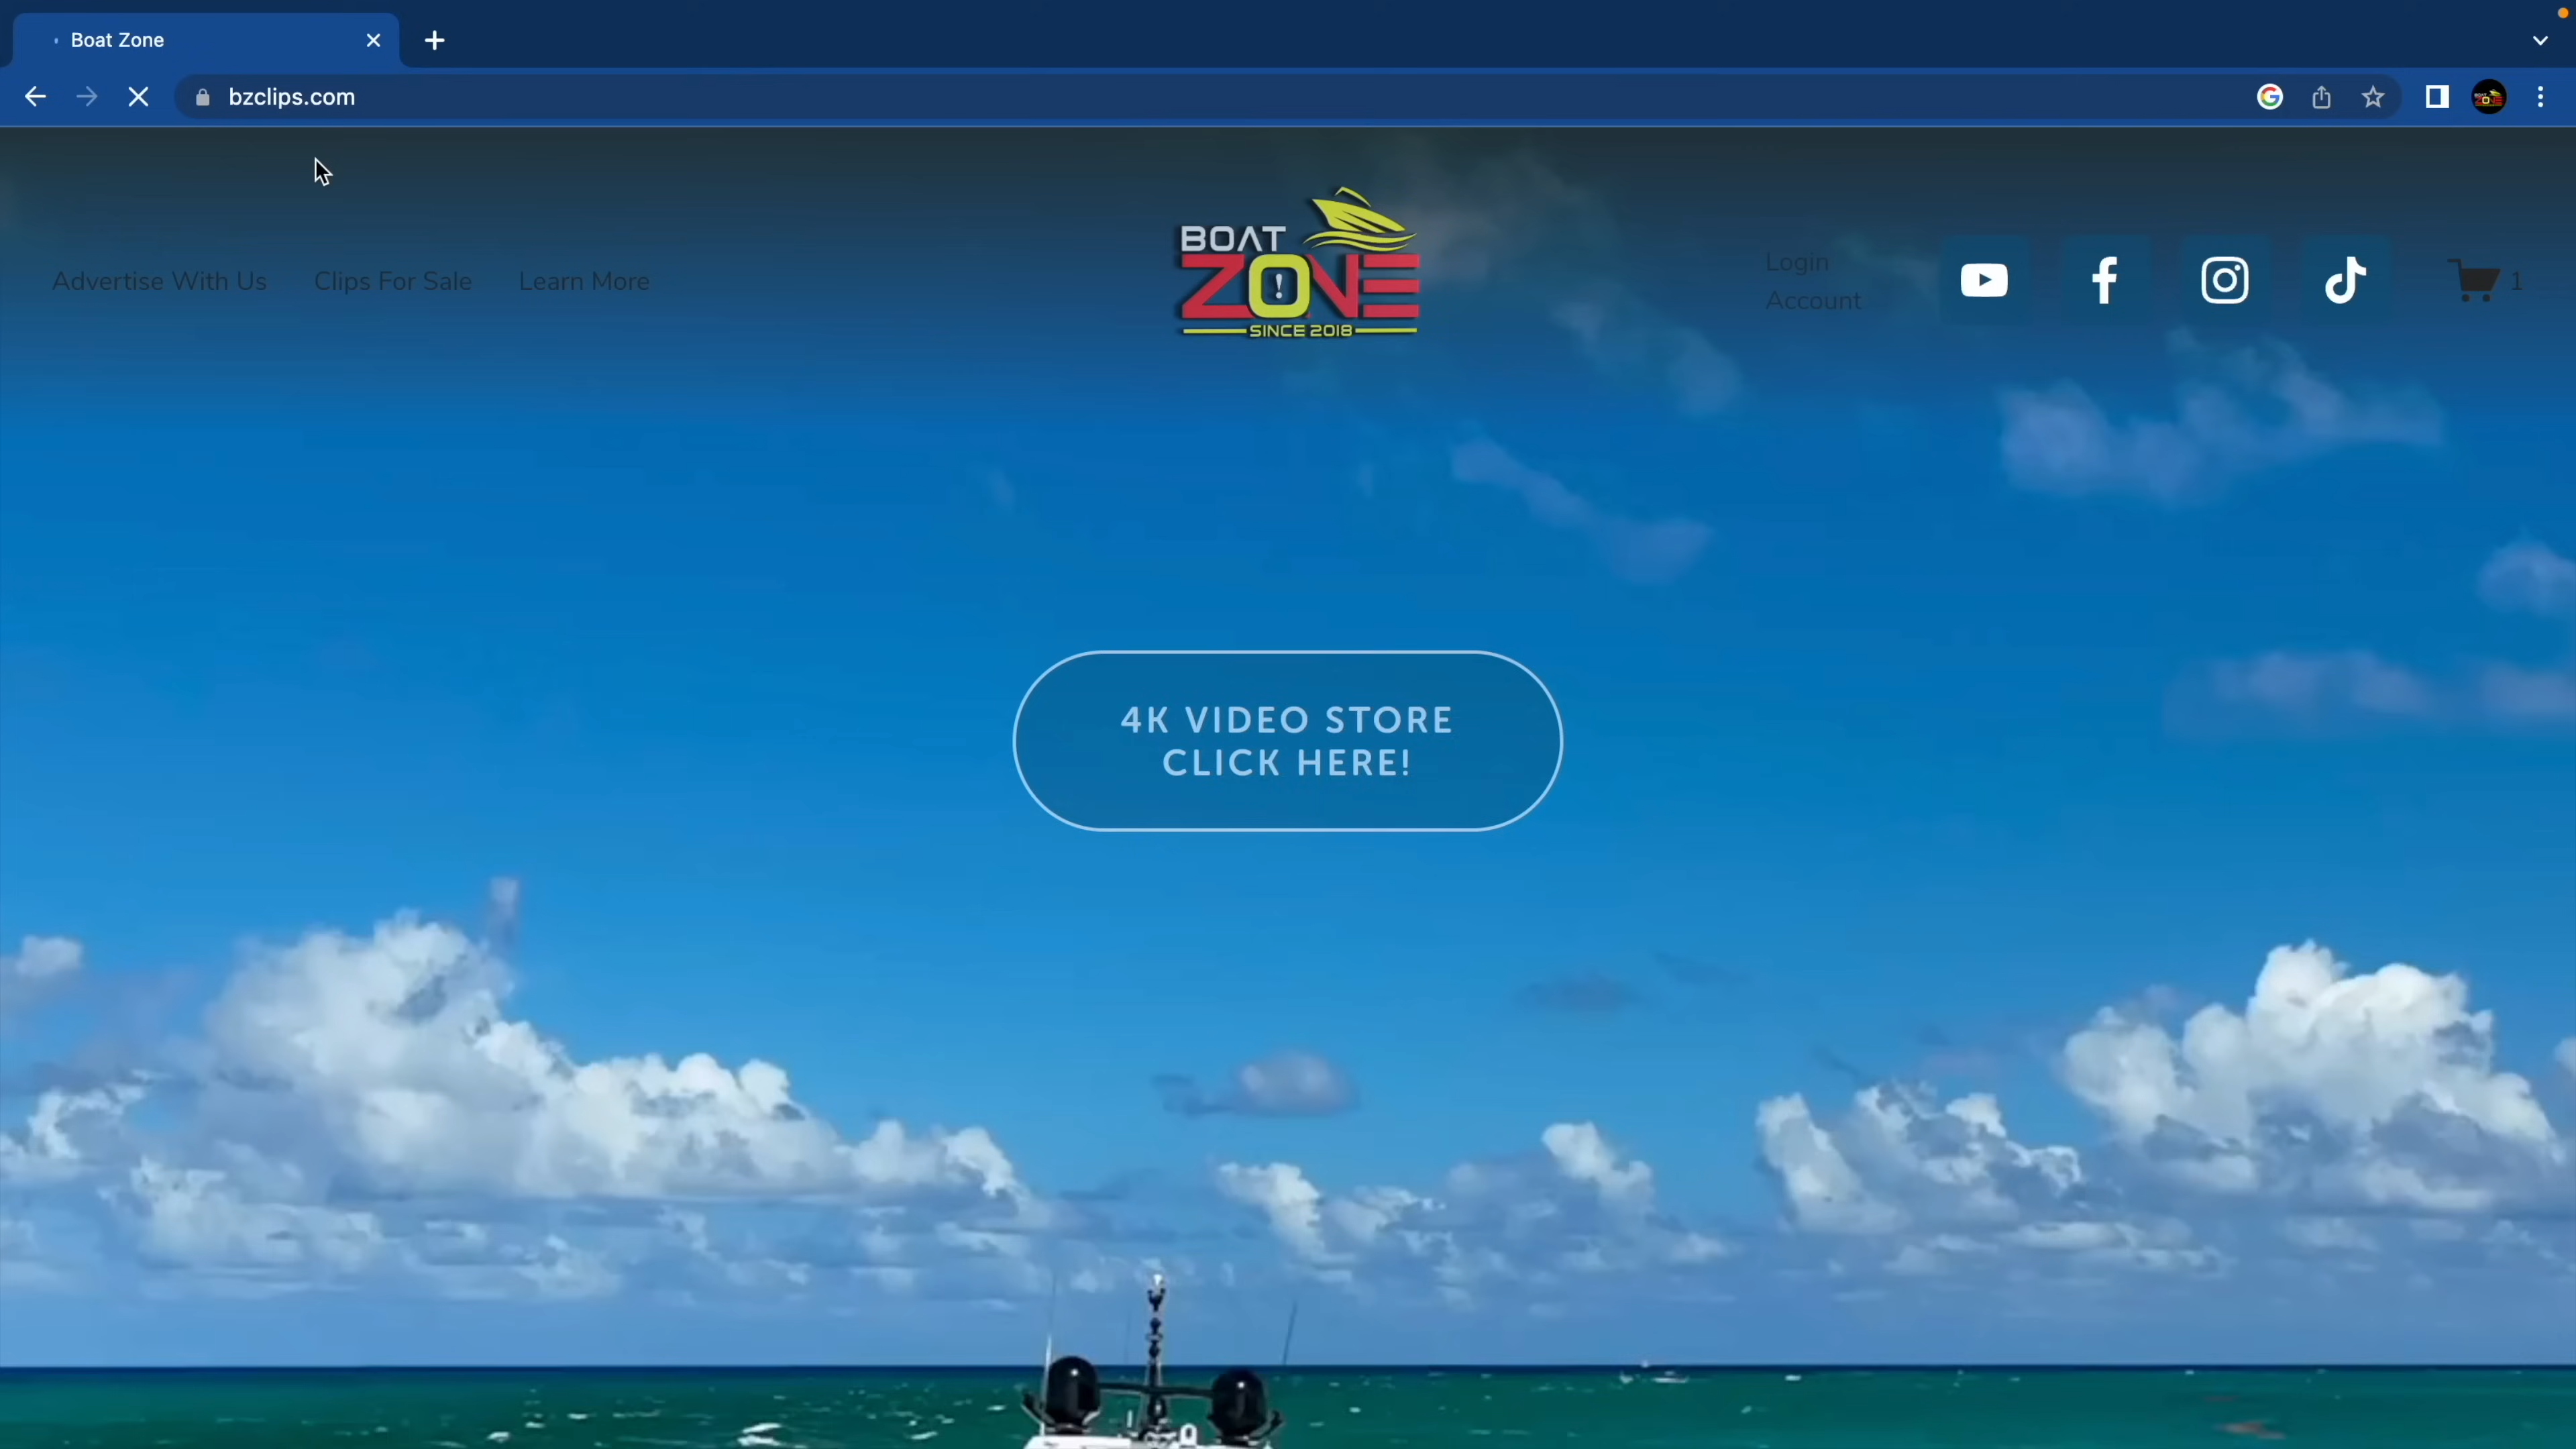 Boat Zone
bzclips.com
Advertise With Us
Clips For Sale
Learn More
BOAT
ZONE
SINCE 2018
Login
Account
1
4K VIDEO STORE
CLICK HERE!